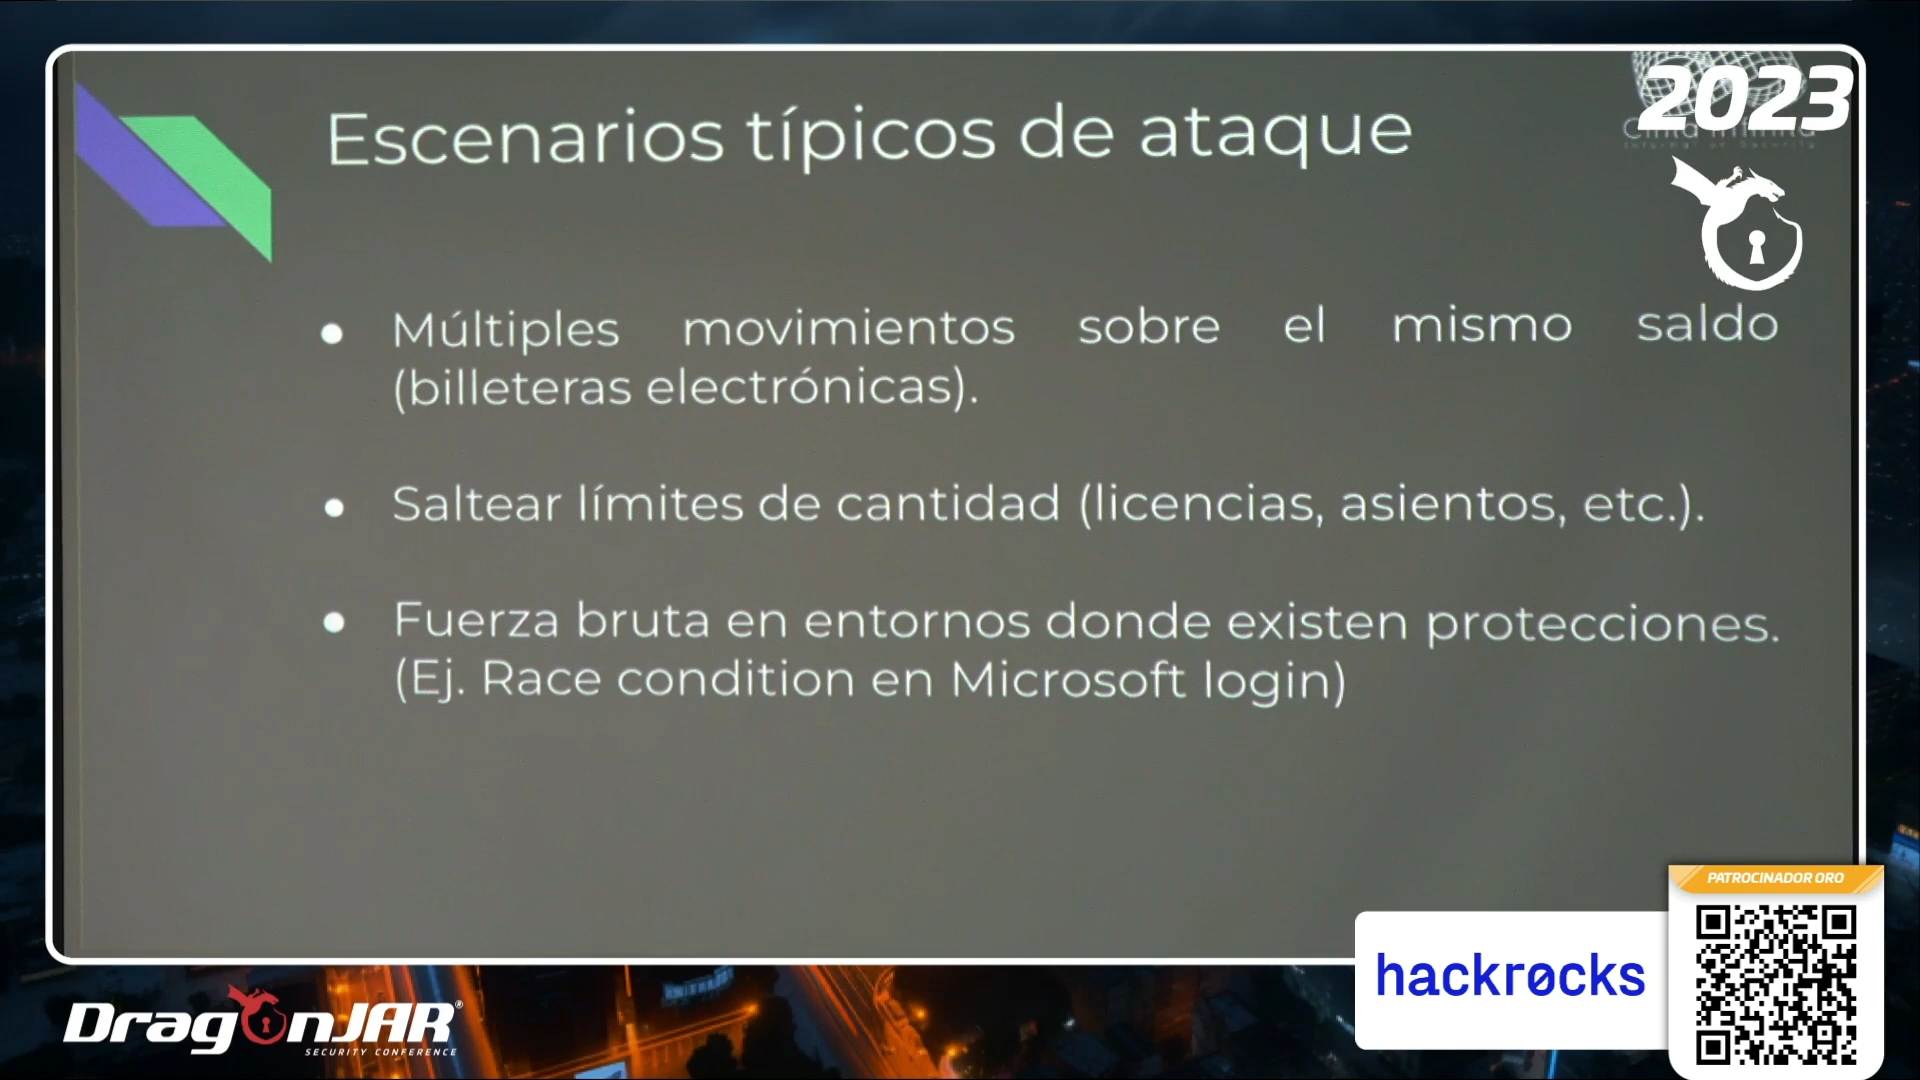 2023
Escenarios típicos de ataque
Múltiples movimientos sobre el mismo saldo
(billeteras electrónicas).
Saltear límites de cantidad (licencias, asientos, etc.).
Fuerza bruta en entornos donde existen protecciones.
(Ej. Race condition en Microsoft login)
PATROCINADOR ORO
hackrøcks
DragonJAR®
SECURITY CONFERENCE